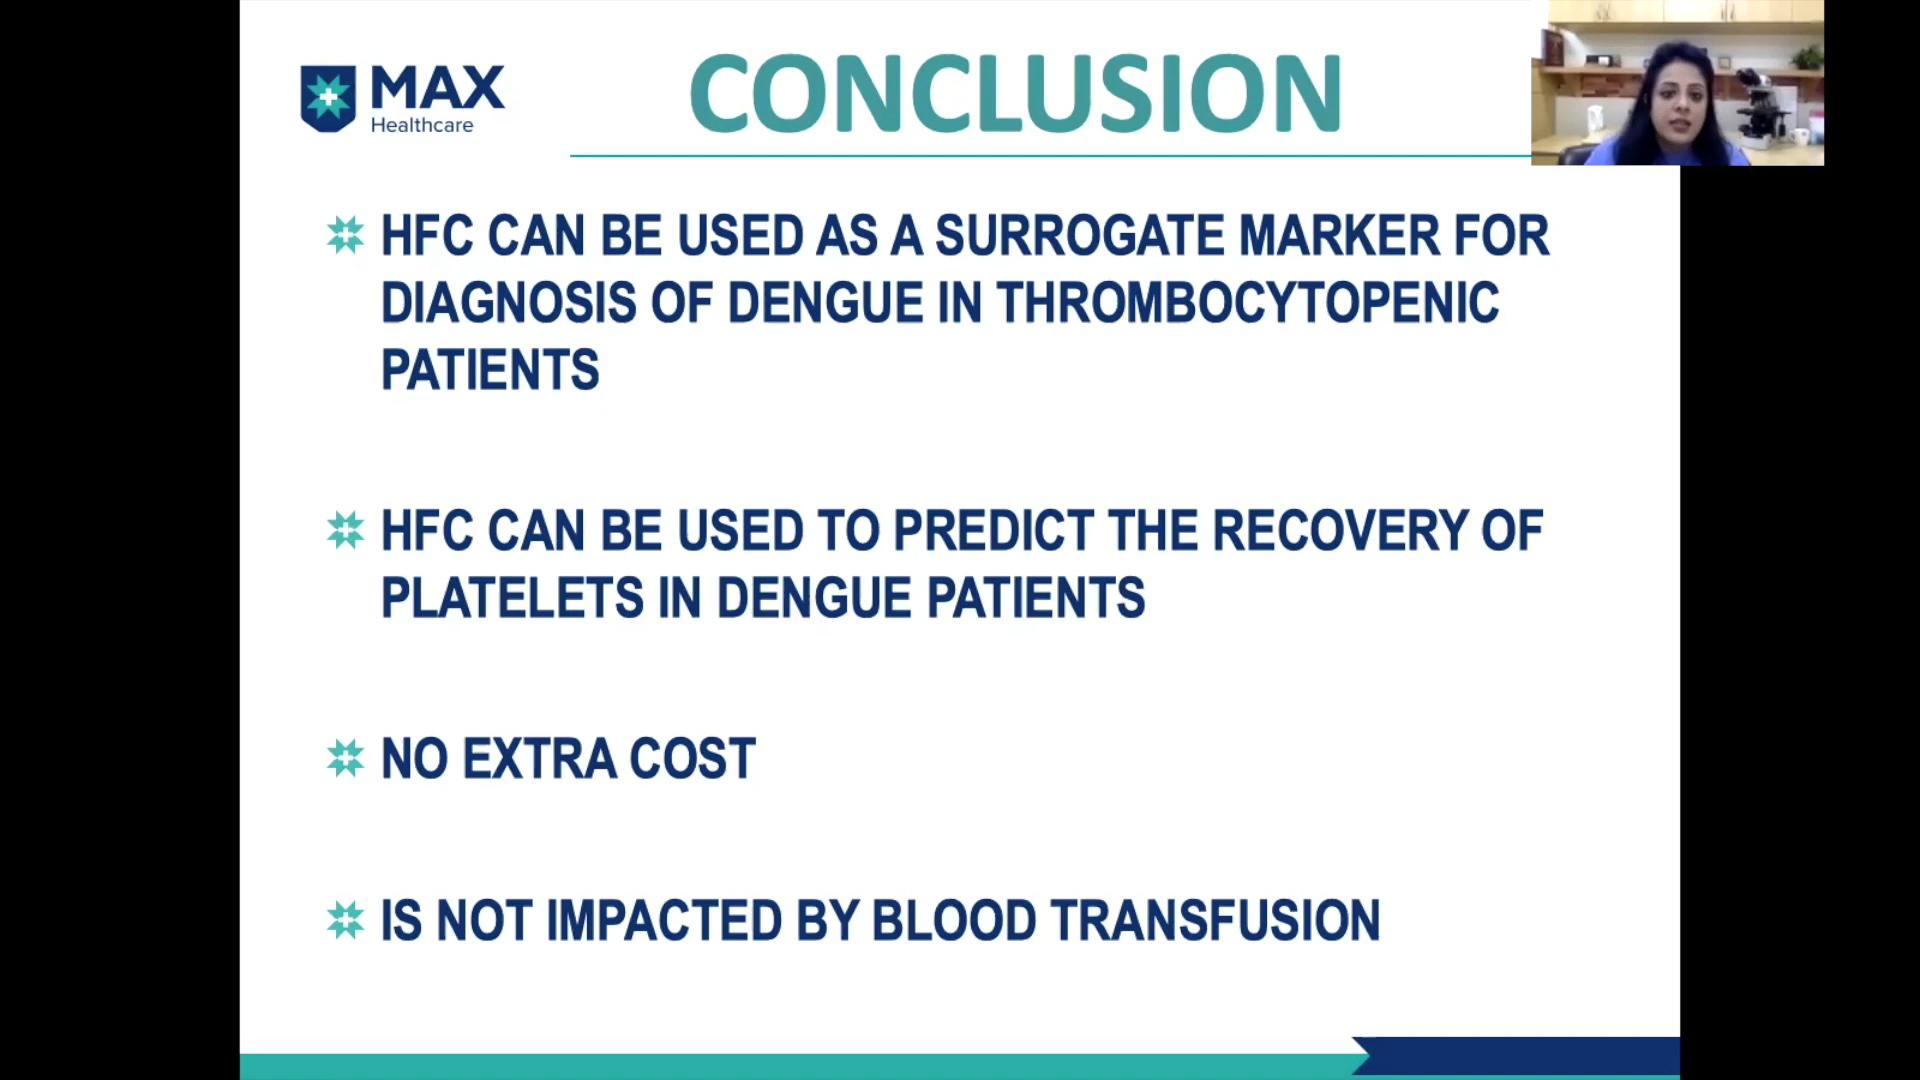 MAX
Healthcare
CONCLUSION
HFC CAN BE USED AS A SURROGATE MARKER FOR
DIAGNOSIS OF DENGUE IN THROMBOCYTOPENIC
PATIENTS
HFC CAN BE USED TO PREDICT THE RECOVERY OF
PLATELETS IN DENGUE PATIENTS
NO EXTRA COST
IS NOT IMPACTED BY BLOOD TRANSFUSION